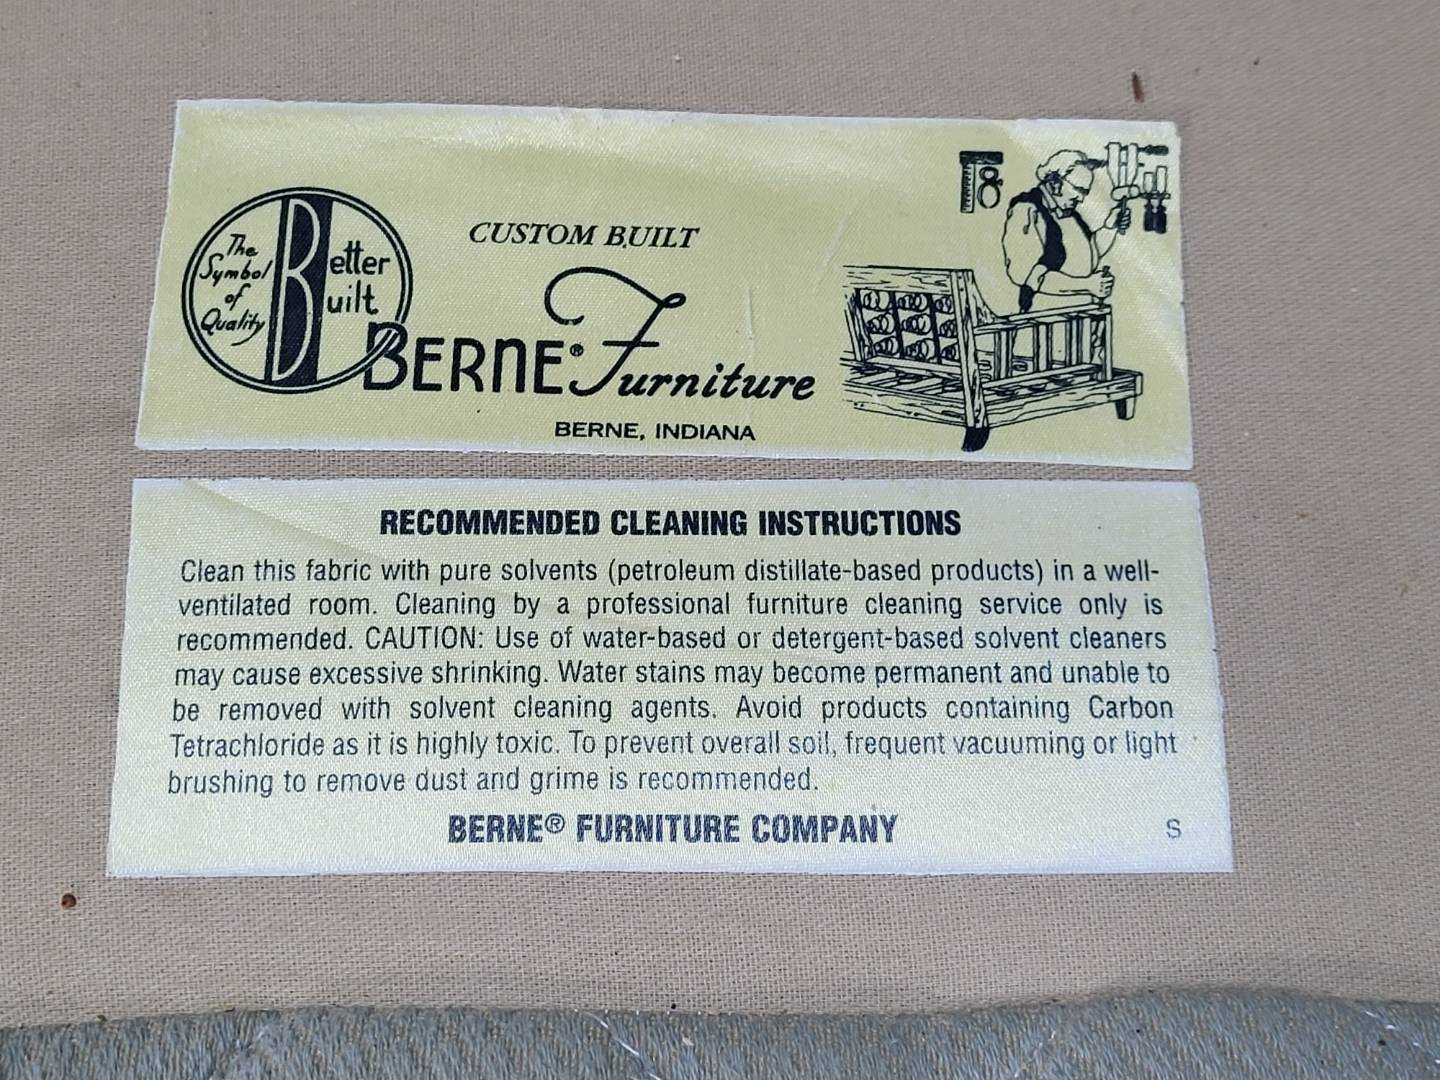 The
Symbol
of
Quality
Better
Built
CUSTOM BUILT
BERNE® Furniture
BERNE, INDIANA
RECOMMENDED CLEANING INSTRUCTIONS
Clean this fabric with pure solvents (petroleum distillate-based products) in a well-
ventilated room. Cleaning by a professional furniture cleaning service only is
recommended. CAUTION: Use of water-based or detergent-based solvent cleaners
may cause excessive shrinking. Water stains may become permanent and unable to
be removed with solvent cleaning agents. Avoid products containing Carbon
Tetrachloride as it is highly toxic. To prevent overall soil, frequent vacuuming or light
brushing to remove dust and grime is recommended.
BERNE® FURNITURE COMPANY
S